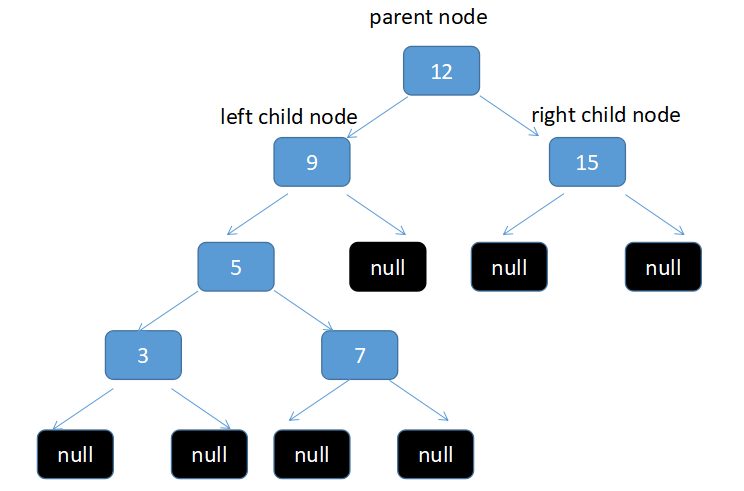 parent node
12
left child node
right child node
9
15
5
null
null
null
3
7
null
null
null
null